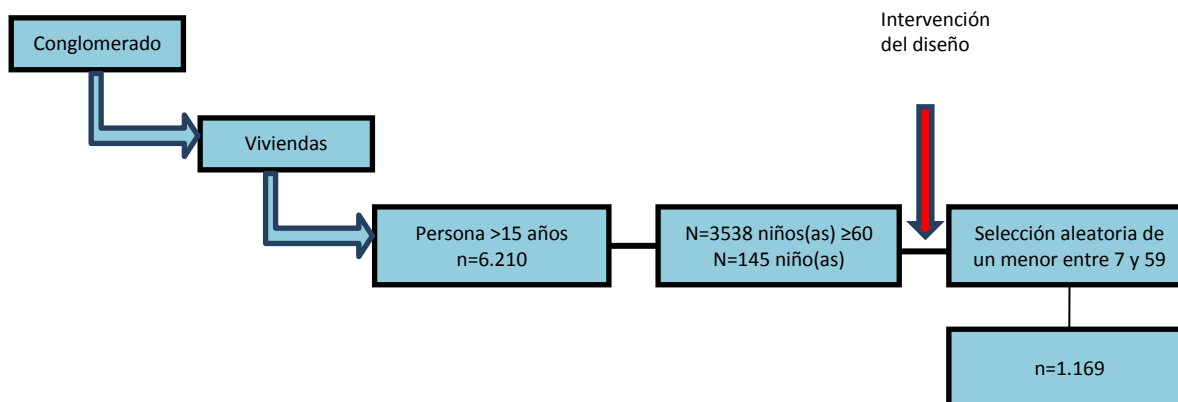 Intervención
del diseño
Conglomerado
Viviendas
Persona >15 años
n=6.210
N=3538 niños(as) ≥60
N=145 niño(as)
Selección aleatoria de
un menor entre 7 y 59
n=1.169